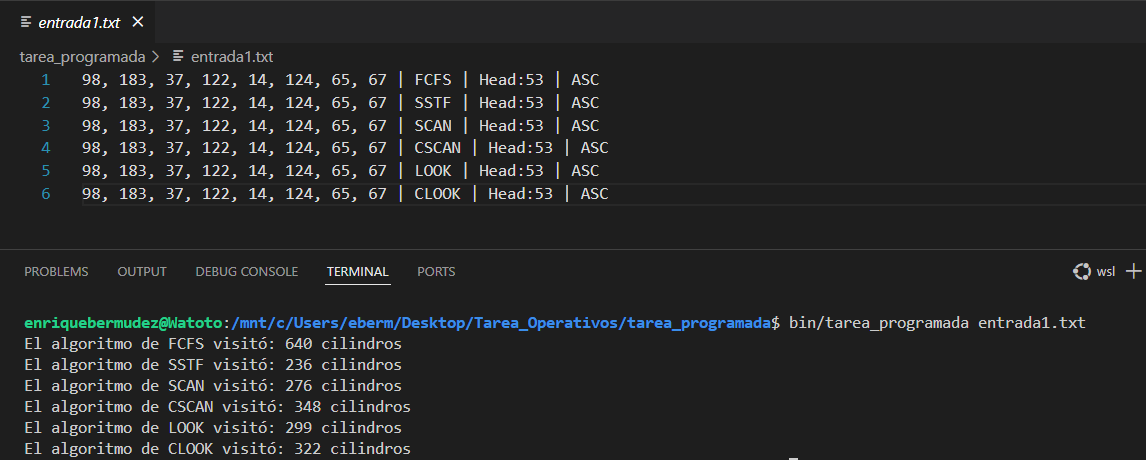 entrada1.txt
tarea_programada > entrada1.txt
1 98, 183, 37, 122, 14, 124, 65, 67 | FCFS | Head:53 | ASC
2 98, 183, 37, 122, 14, 124, 65, 67 | SSTF | Head:53 | ASC
3 98, 183, 37, 122, 14, 124, 65, 67 | SCAN | Head:53 | ASC
4 98, 183, 37, 122, 14, 124, 65, 67 | CSCAN | Head:53 | ASC
5 98, 183, 37, 122, 14, 124, 65, 67 | LOOK | Head:53 | ASC
6 98, 183, 37, 122, 14, 124, 65, 67 | CLOOK | Head:53 | ASC
PROBLEMS OUTPUT DEBUG CONSOLE TERMINAL PORTS wsl
enriquebermudez@Watoto:/mnt/c/Users/eberm/Desktop/Tarea_Operativos/tarea_programada$ bin/tarea_programada entrada1.txt
El algoritmo de FCFS visitó: 640 cilindros
El algoritmo de SSTF visitó: 236 cilindros
El algoritmo de SCAN visitó: 276 cilindros
El algoritmo de CSCAN visitó: 348 cilindros
El algoritmo de LOOK visitó: 299 cilindros
El algoritmo de CLOOK visitó: 322 cilindros